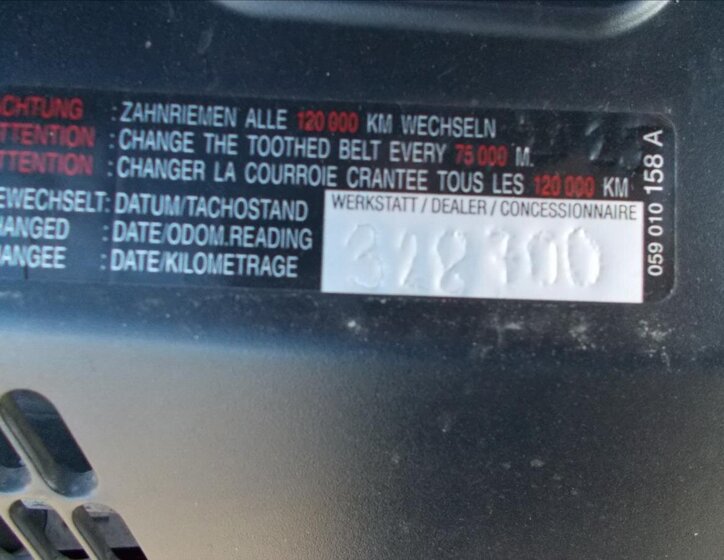 ACHTUNG : ZAHNRIEMEN ALLE 120 000 KM WECHSELN
ATTENTION : CHANGE THE TOOTHED BELT EVERY 75 000 M.
ATTENTION : CHANGER LA COURROIE CRANTEE TOUS LES 120 000 KM
GEWECHSELT: DATUM/TACHOSTAND
CHANGED : DATE/ODOM.READING
CHANGEE : DATE/KILOMETRAGE
WERKSTATT / DEALER / CONCESSIONNAIRE
328700
059 010 158 A